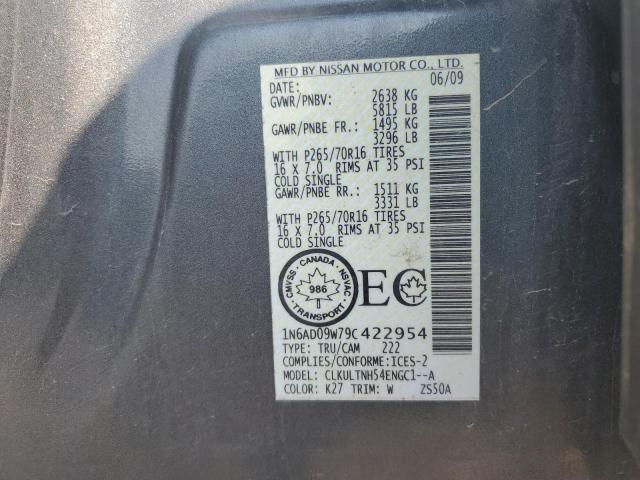 MFD BY NISSAN MOTOR CO., LTD.
DATE: 06/09
GVWR/PNBV: 2638 KG
5815 LB
GAWR/PNBE FR.: 1495 KG
3296 LB
WITH P265/70R16 TIRES
16 X 7.0 RIMS AT 35 PSI
COLD SINGLE
GAWR/PNBE RR.: 1511 KG
3331 LB
WITH P265/70R16 TIRES
16 X 7.0 RIMS AT 35 PSI
COLD SINGLE
CMVSS · CANADA · NSVAC
986
· TRANSPORT ·
EC
1N6AD09W79C422954
TYPE: TRU/CAM 222
COMPLIES/CONFORME:ICES-2
MODEL: CLKULTNH54ENGC1--A
COLOR: K27 TRIM: W ZS50A